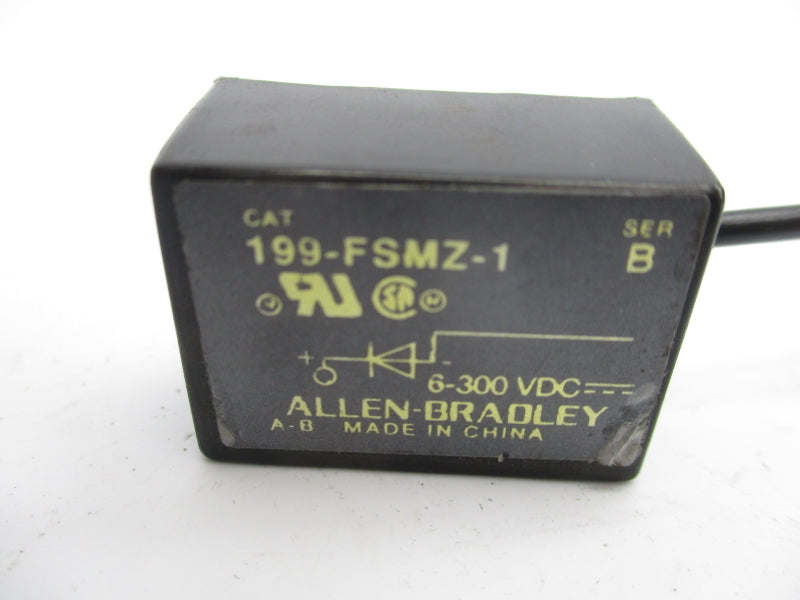 CAT
199-FSMZ-1
SER
B
+ -
6-300 VDC
ALLEN-BRADLEY
A-B MADE IN CHINA